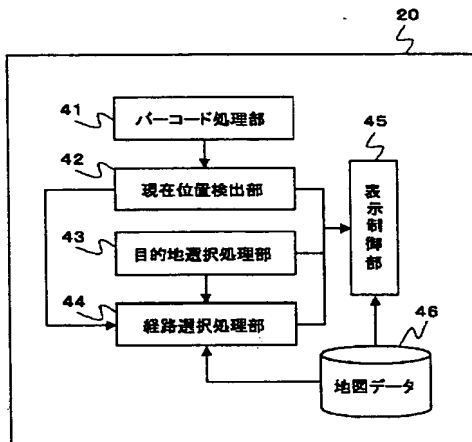 20
41
バーコード処理部
42
現在位置検出部
43
目的地選択処理部
44
経路選択処理部
45
表示制御部
46
地図データ